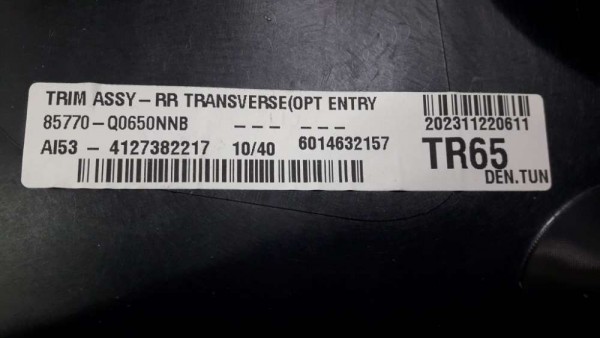 TRIM ASSY-RR TRANSVERSE(OPT ENTRY
85770-Q0650NNB --- ---
AI53 - 4127382217 10/40 6014632157
202311220611
TR65
DEN.TUN